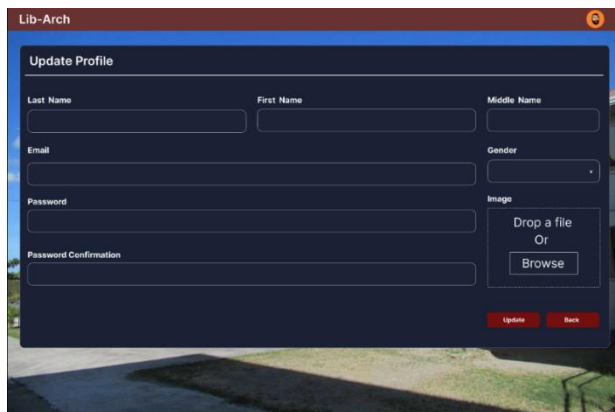 Lib-Arch
Update Profile
Last Name
First Name
Middle Name
Email
Gender
Password
Image
Drop a file
Or
Browse
Password Confirmation
Update
Back